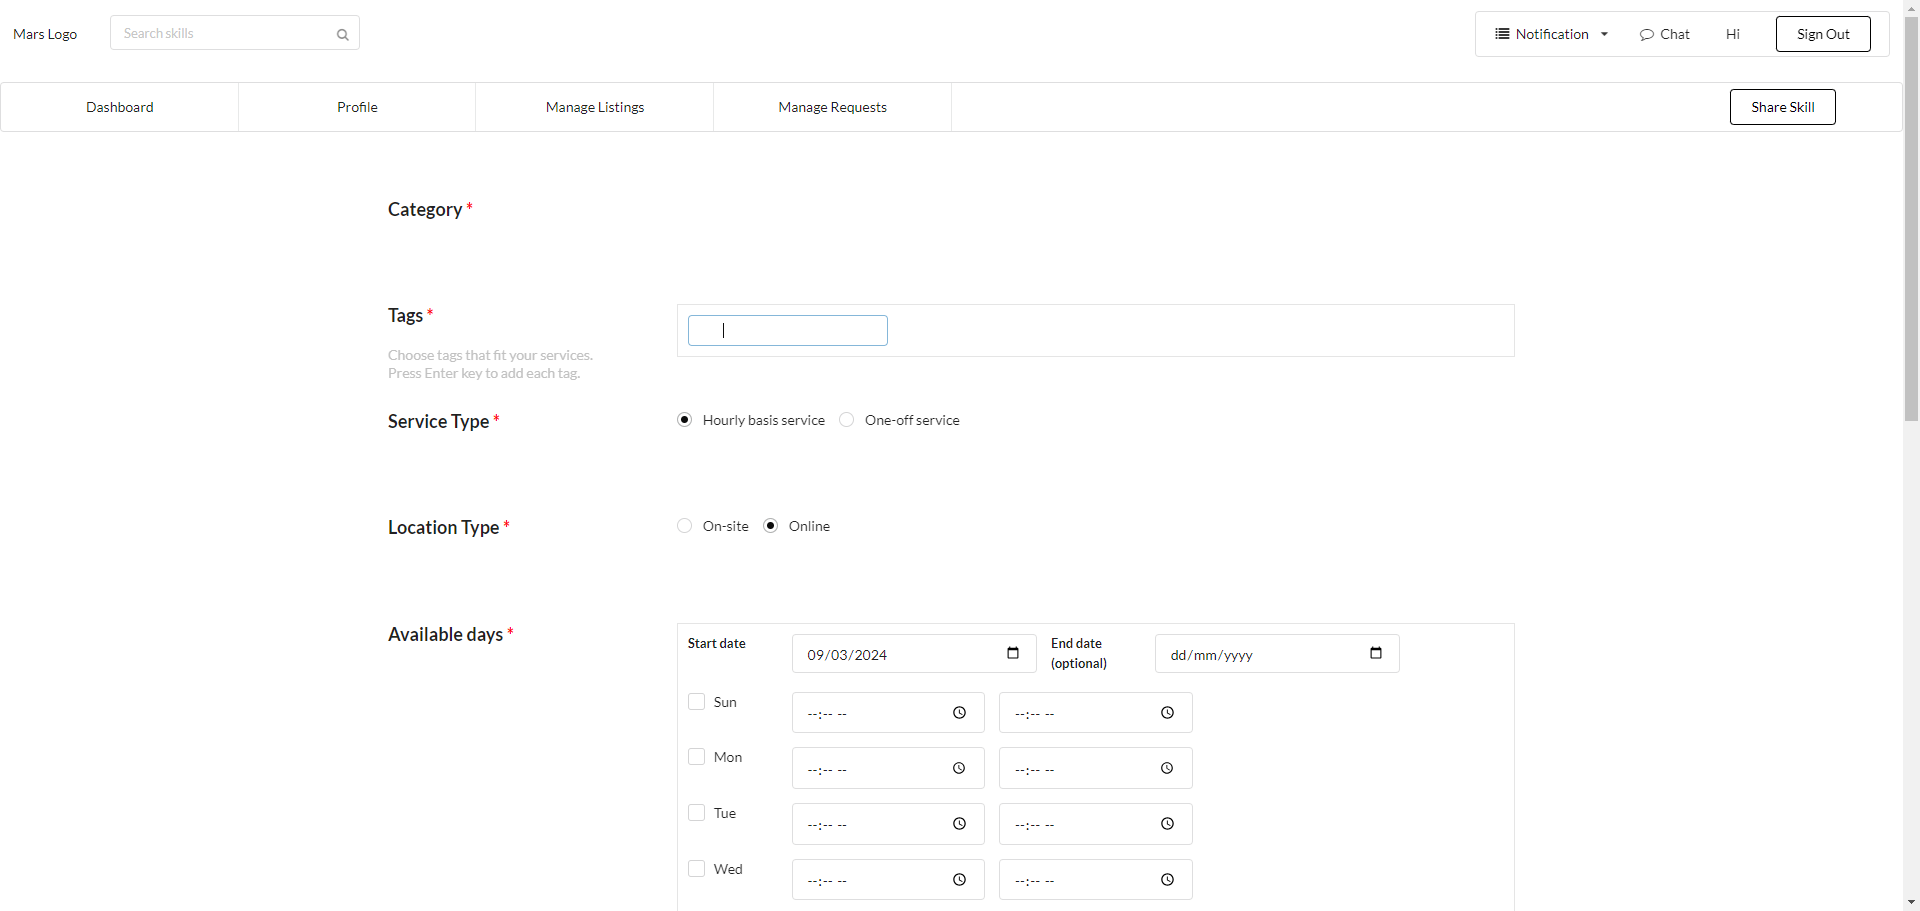 Mars Logo
Search skills
Notification
Chat
Hi
Sign Out
Dashboard
Profile
Manage Listings
Manage Requests
Share Skill
Category *
Tags *
Choose tags that fit your services.
Press Enter key to add each tag.
Service Type *
Hourly basis service
One-off service
Location Type *
On-site
Online
Available days *
Start date
09/03/2024
End date
(optional)
dd/mm/yyyy
Sun
--:-- --
--:-- --
Mon
--:-- --
--:-- --
Tue
--:-- --
--:-- --
Wed
--:-- --
--:-- --